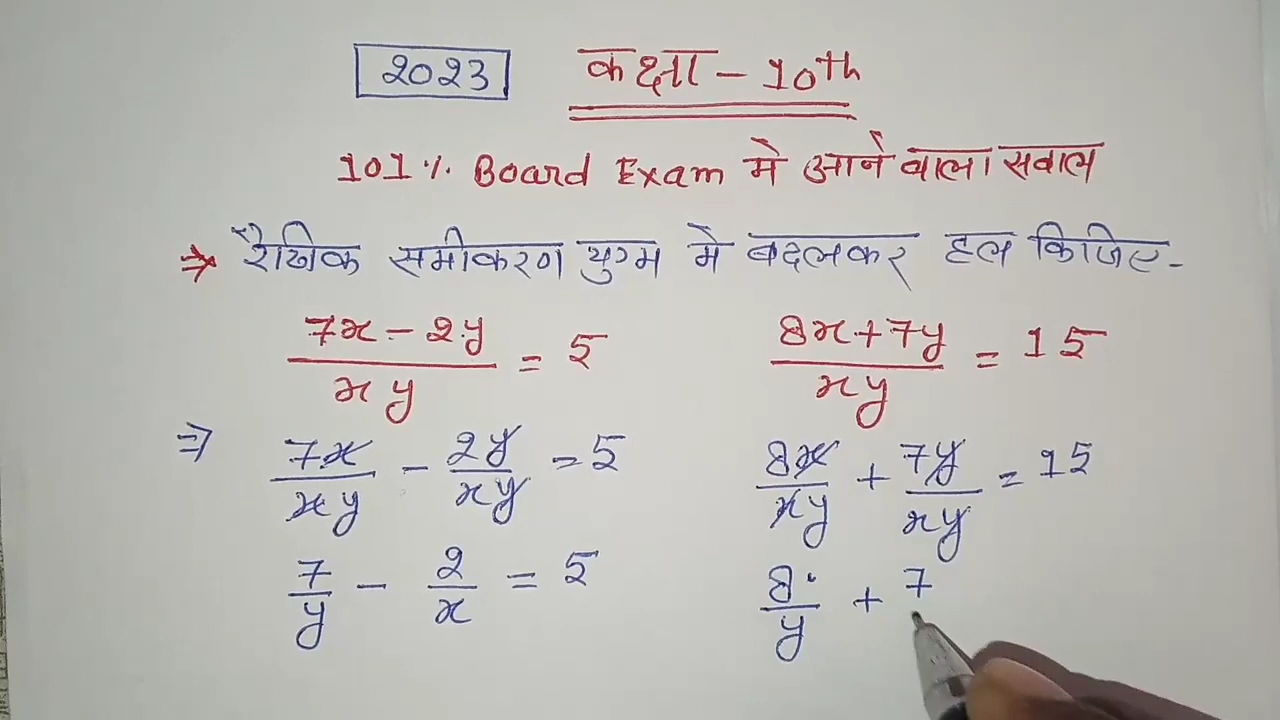 2023 कक्षा - 10th
101% Board Exam मे आने वाला सवाल
⇒ रैखिक समीकरण युग्म मे बदलकर हल किजिए -
(7x - 2y)/(xy) = 5 (8x + 7y)/(xy) = 15
⇒ 7x/xy - 2y/xy = 5 8x/xy + 7y/xy = 15
7/y - 2/x = 5 8/y + 7